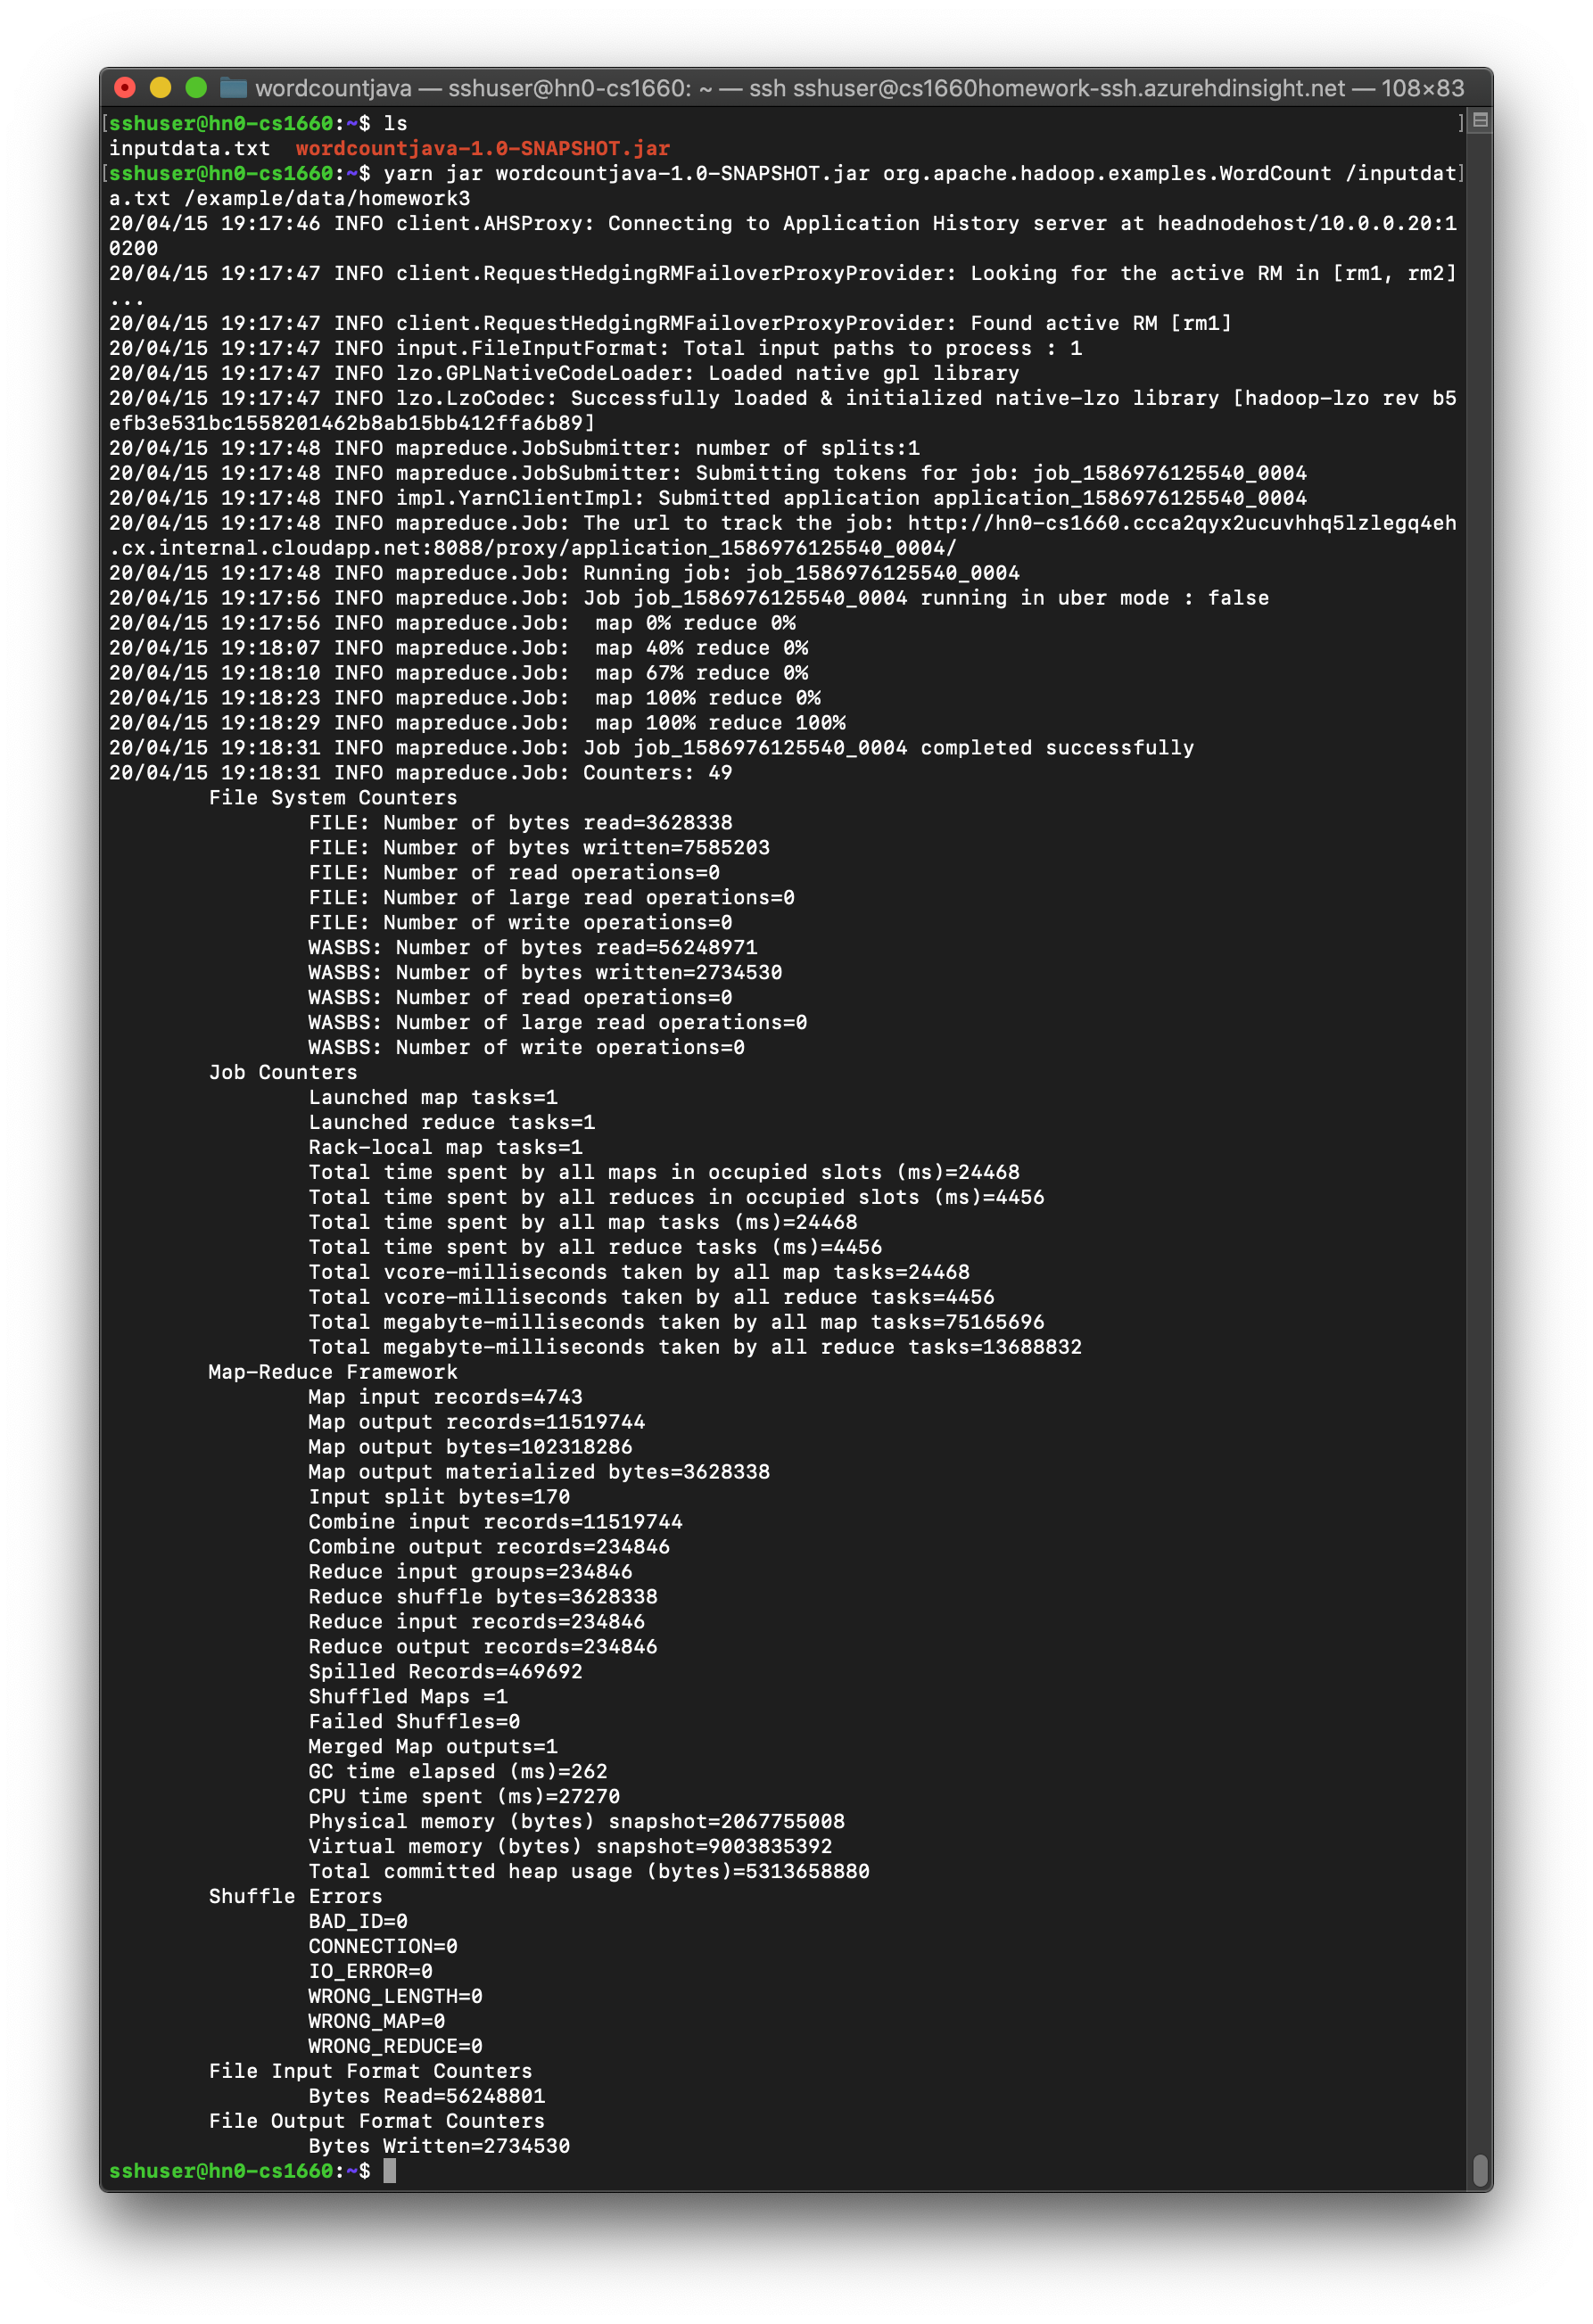 wordcountjava — sshuser@hn0-cs1660: ~ — ssh sshuser@cs1660homework-ssh.azurehdinsight.net — 108×83
[sshuser@hn0-cs1660:~$ ls ]
inputdata.txt  wordcountjava-1.0-SNAPSHOT.jar
[sshuser@hn0-cs1660:~$ yarn jar wordcountjava-1.0-SNAPSHOT.jar org.apache.hadoop.examples.WordCount /inputdat]
a.txt /example/data/homework3
20/04/15 19:17:46 INFO client.AHSProxy: Connecting to Application History server at headnodehost/10.0.0.20:1
0200
20/04/15 19:17:47 INFO client.RequestHedgingRMFailoverProxyProvider: Looking for the active RM in [rm1, rm2]
...
20/04/15 19:17:47 INFO client.RequestHedgingRMFailoverProxyProvider: Found active RM [rm1]
20/04/15 19:17:47 INFO input.FileInputFormat: Total input paths to process : 1
20/04/15 19:17:47 INFO lzo.GPLNativeCodeLoader: Loaded native gpl library
20/04/15 19:17:47 INFO lzo.LzoCodec: Successfully loaded & initialized native-lzo library [hadoop-lzo rev b5
efb3e531bc1558201462b8ab15bb412ffa6b89]
20/04/15 19:17:48 INFO mapreduce.JobSubmitter: number of splits:1
20/04/15 19:17:48 INFO mapreduce.JobSubmitter: Submitting tokens for job: job_1586976125540_0004
20/04/15 19:17:48 INFO impl.YarnClientImpl: Submitted application application_1586976125540_0004
20/04/15 19:17:48 INFO mapreduce.Job: The url to track the job: http://hn0-cs1660.ccca2qyx2ucuvhhq5lzlegq4eh
.cx.internal.cloudapp.net:8088/proxy/application_1586976125540_0004/
20/04/15 19:17:48 INFO mapreduce.Job: Running job: job_1586976125540_0004
20/04/15 19:17:56 INFO mapreduce.Job: Job job_1586976125540_0004 running in uber mode : false
20/04/15 19:17:56 INFO mapreduce.Job:  map 0% reduce 0%
20/04/15 19:18:07 INFO mapreduce.Job:  map 40% reduce 0%
20/04/15 19:18:10 INFO mapreduce.Job:  map 67% reduce 0%
20/04/15 19:18:23 INFO mapreduce.Job:  map 100% reduce 0%
20/04/15 19:18:29 INFO mapreduce.Job:  map 100% reduce 100%
20/04/15 19:18:31 INFO mapreduce.Job: Job job_1586976125540_0004 completed successfully
20/04/15 19:18:31 INFO mapreduce.Job: Counters: 49
File System Counters
FILE: Number of bytes read=3628338
FILE: Number of bytes written=7585203
FILE: Number of read operations=0
FILE: Number of large read operations=0
FILE: Number of write operations=0
WASBS: Number of bytes read=56248971
WASBS: Number of bytes written=2734530
WASBS: Number of read operations=0
WASBS: Number of large read operations=0
WASBS: Number of write operations=0
Job Counters
Launched map tasks=1
Launched reduce tasks=1
Rack-local map tasks=1
Total time spent by all maps in occupied slots (ms)=24468
Total time spent by all reduces in occupied slots (ms)=4456
Total time spent by all map tasks (ms)=24468
Total time spent by all reduce tasks (ms)=4456
Total vcore-milliseconds taken by all map tasks=24468
Total vcore-milliseconds taken by all reduce tasks=4456
Total megabyte-milliseconds taken by all map tasks=75165696
Total megabyte-milliseconds taken by all reduce tasks=13688832
Map-Reduce Framework
Map input records=4743
Map output records=11519744
Map output bytes=102318286
Map output materialized bytes=3628338
Input split bytes=170
Combine input records=11519744
Combine output records=234846
Reduce input groups=234846
Reduce shuffle bytes=3628338
Reduce input records=234846
Reduce output records=234846
Spilled Records=469692
Shuffled Maps =1
Failed Shuffles=0
Merged Map outputs=1
GC time elapsed (ms)=262
CPU time spent (ms)=27270
Physical memory (bytes) snapshot=2067755008
Virtual memory (bytes) snapshot=9003835392
Total committed heap usage (bytes)=5313658880
Shuffle Errors
BAD_ID=0
CONNECTION=0
IO_ERROR=0
WRONG_LENGTH=0
WRONG_MAP=0
WRONG_REDUCE=0
File Input Format Counters
Bytes Read=56248801
File Output Format Counters
Bytes Written=2734530
sshuser@hn0-cs1660:~$